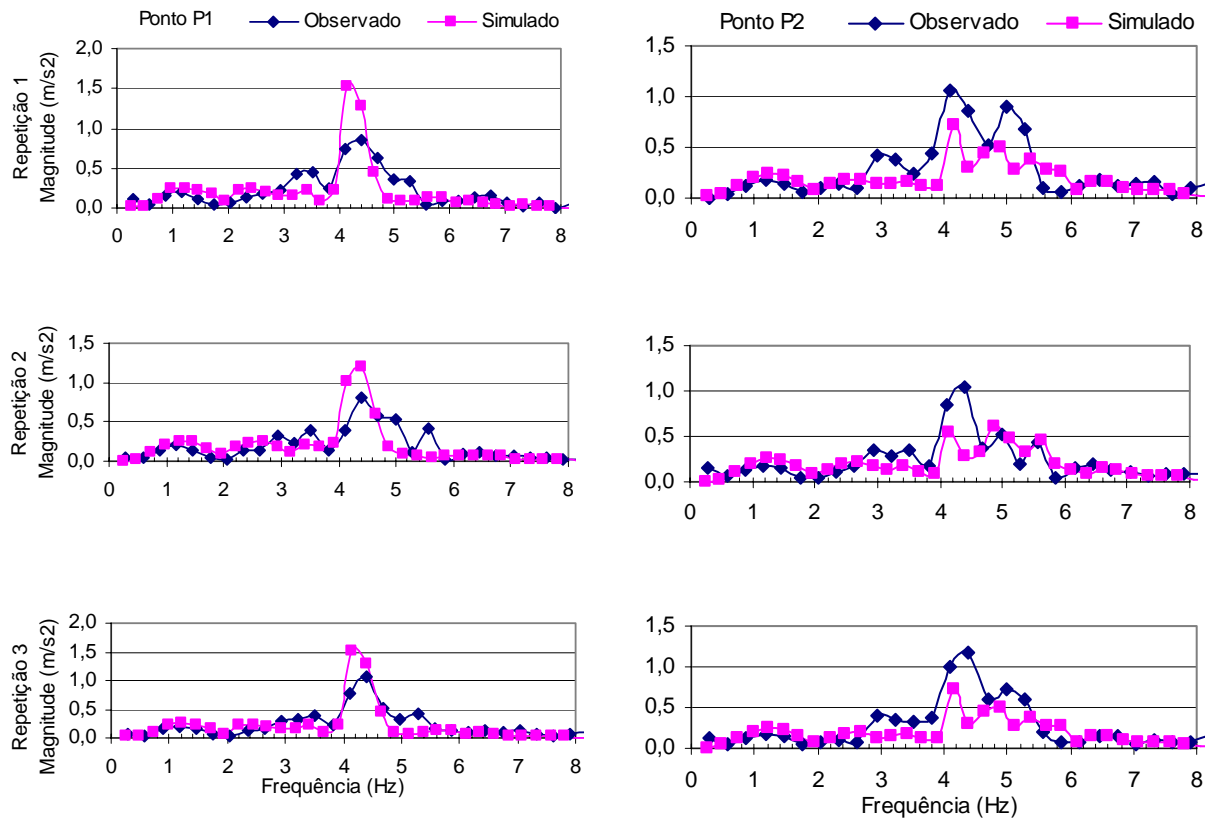 Ponto P1 Observado Simulado
Ponto P2 Observado Simulado
Repetição 1
Magnitude (m/s2)
2,0
1,5
1,0
0,5
0,0
0 1 2 3 4 5 6 7 8
1,5
1,0
0,5
0,0
0 1 2 3 4 5 6 7 8
Repetição 2
Magnitude (m/s2)
1,5
1,0
0,5
0,0
0 1 2 3 4 5 6 7 8
1,5
1,0
0,5
0,0
0 1 2 3 4 5 6 7 8
Repetição 3
Magnitude (m/s2)
2,0
1,5
1,0
0,5
0,0
0 1 2 3 4 5 6 7 8
Frequência (Hz)
1,5
1,0
0,5
0,0
0 1 2 3 4 5 6 7 8
Frequência (Hz)